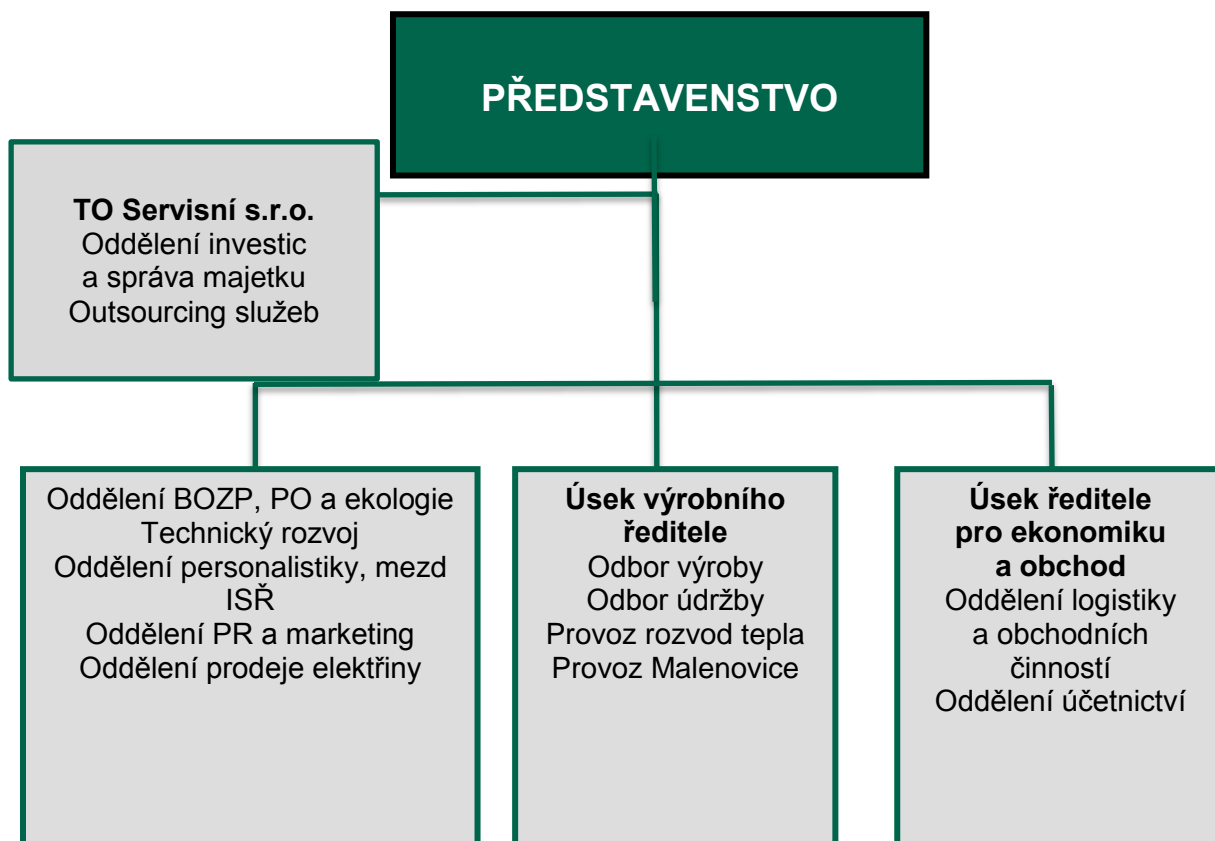 PŘEDSTAVENSTVO
TO Servisní s.r.o.
Oddělení investic
a správa majetku
Outsourcing služeb
Oddělení BOZP, PO a ekologie
Technický rozvoj
Oddělení personalistiky, mezd
ISŘ
Oddělení PR a marketing
Oddělení prodeje elektřiny
Úsek výrobního
ředitele
Odbor výroby
Odbor údržby
Provoz rozvod tepla
Provoz Malenovice
Úsek ředitele
pro ekonomiku
a obchod
Oddělení logistiky
a obchodních
činností
Oddělení účetnictví